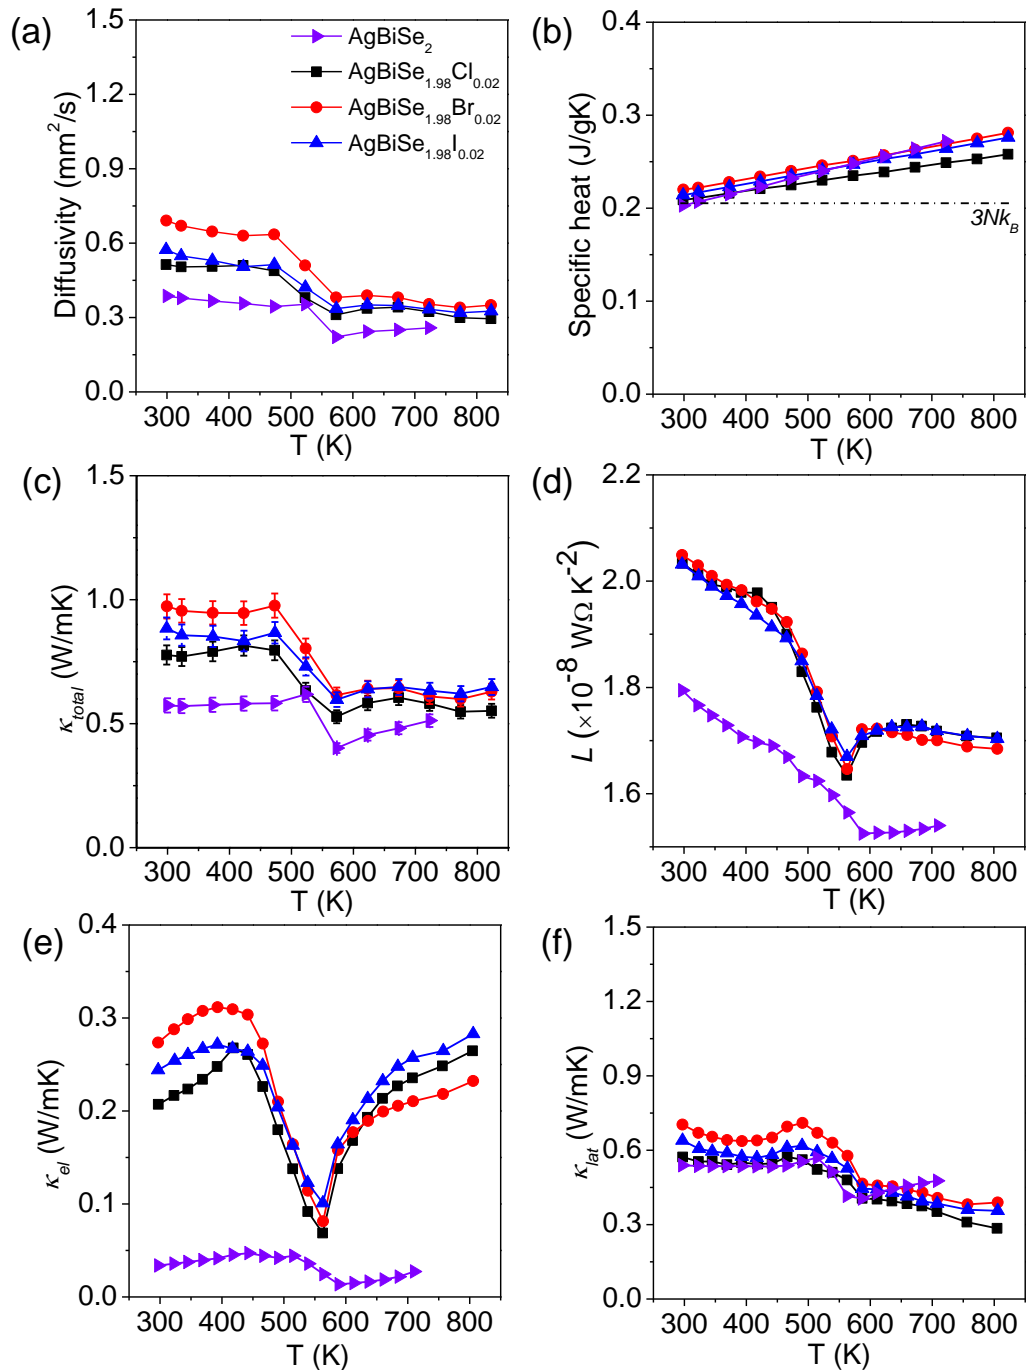 (a)
1.5
1.2
0.9
0.6
0.3
0.0
Diffusivity (mm²/s)
AgBiSe₂
AgBiSe₁.₉₈Cl₀.₀₂
AgBiSe₁.₉₈Br₀.₀₂
AgBiSe₁.₉₈I₀.₀₂
300 400 500 600 700 800
T (K)
(b)
0.4
0.3
0.2
0.1
0.0
Specific heat (J/gK)
3Nk_B
300 400 500 600 700 800
T (K)
(c)
1.5
1.0
0.5
0.0
κ_total (W/mK)
300 400 500 600 700 800
T (K)
(d)
2.2
2.0
1.8
1.6
L (×10⁻⁸ WΩ K⁻²)
300 400 500 600 700 800
T (K)
(e)
0.4
0.3
0.2
0.1
0.0
κ_el (W/mK)
300 400 500 600 700 800
T (K)
(f)
1.5
1.2
0.9
0.6
0.3
0.0
κ_lat (W/mK)
300 400 500 600 700 800
T (K)